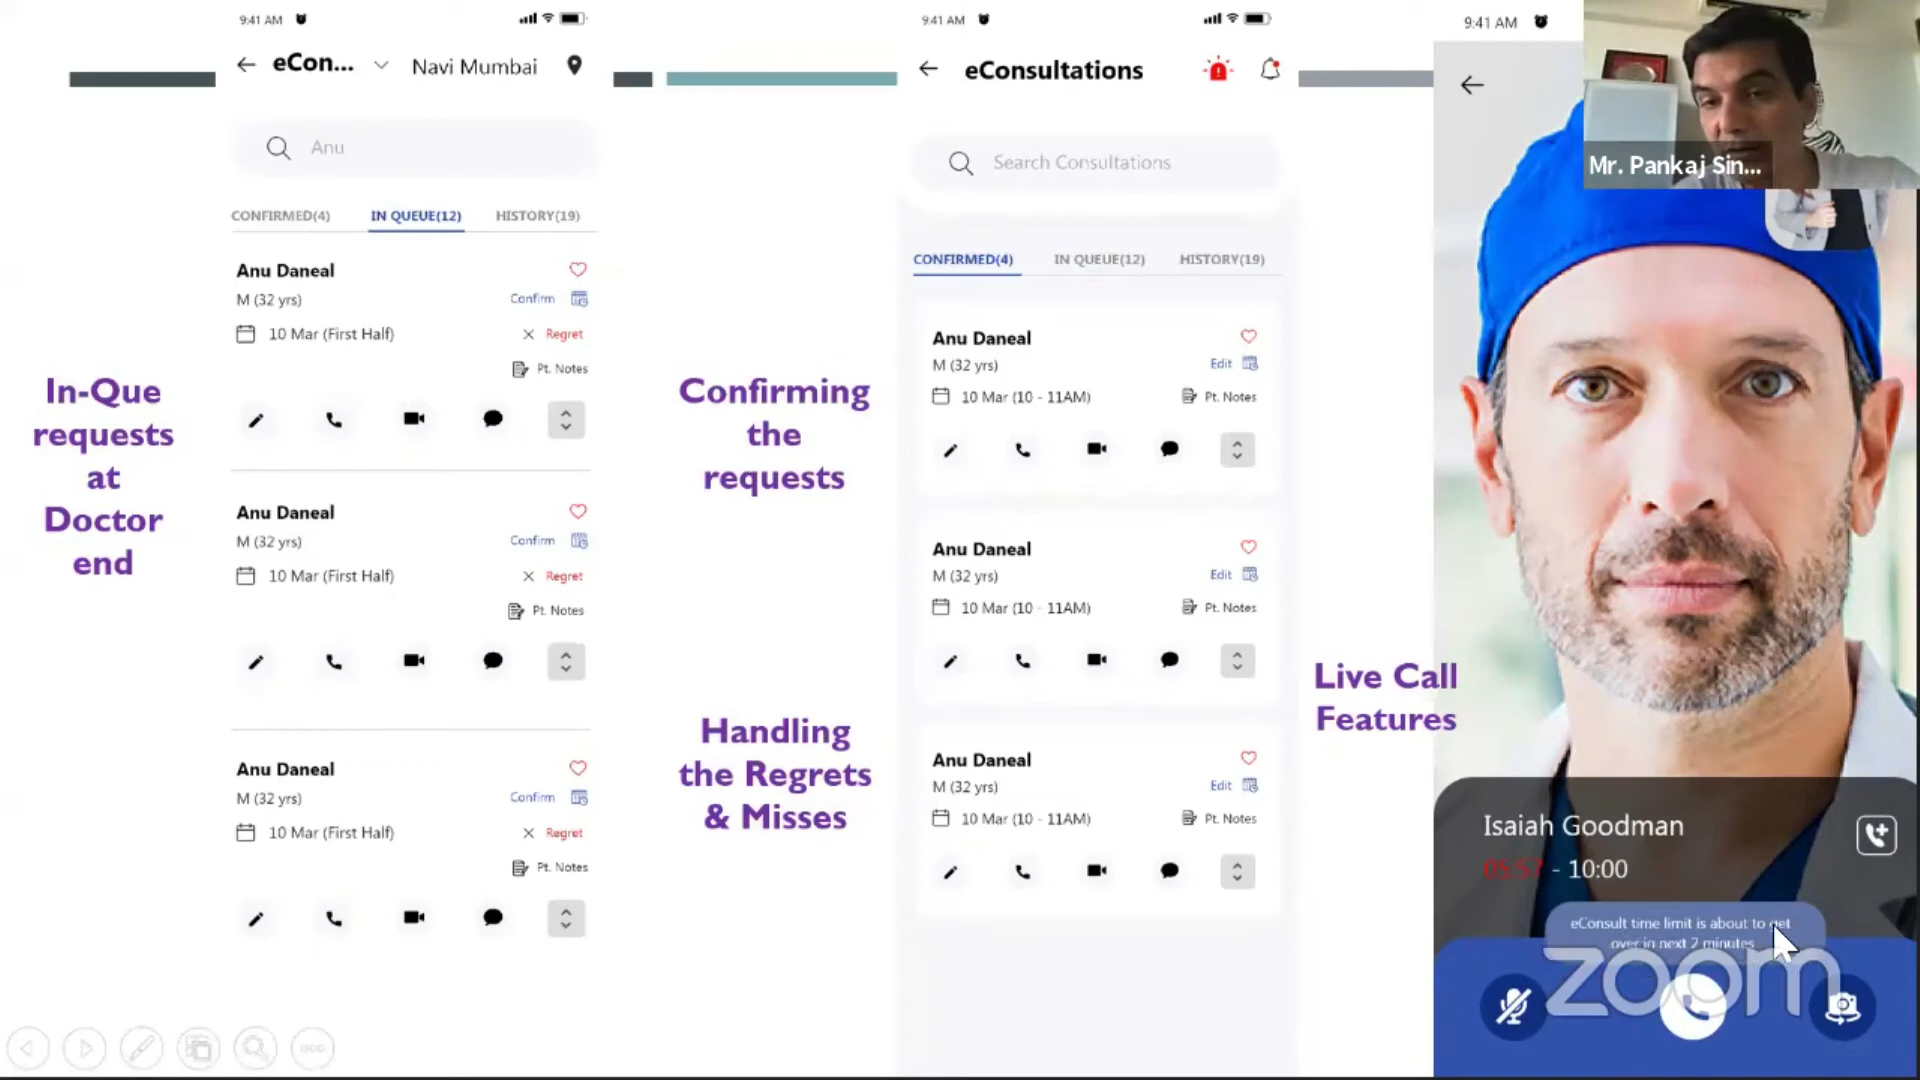 9:41 AM
eCon...
Navi Mumbai
Anu
CONFIRMED(4)
IN QUEUE(12)
HISTORY(19)
Anu Daneal
M (32 yrs)
Confirm
10 Mar (First Half)
Regret
Pt. Notes
Anu Daneal
M (32 yrs)
Confirm
10 Mar (First Half)
Regret
Pt. Notes
Anu Daneal
M (32 yrs)
Confirm
10 Mar (First Half)
Regret
Pt. Notes
In-Que
requests
at
Doctor
end
Confirming
the
requests
Handling
the Regrets
& Misses
9:41 AM
eConsultations
Search Consultations
CONFIRMED(4)
IN QUEUE(12)
HISTORY(19)
Anu Daneal
M (32 yrs)
Edit
10 Mar (10 - 11AM)
Pt. Notes
Anu Daneal
M (32 yrs)
Edit
10 Mar (10 - 11AM)
Pt. Notes
Anu Daneal
M (32 yrs)
Edit
10 Mar (10 - 11AM)
Pt. Notes
Live Call
Features
9:41 AM
Mr. Pankaj Sin...
Isaiah Goodman
05:57 - 10:00
eConsult time limit is about to get
over in next 2 minutes
zoom